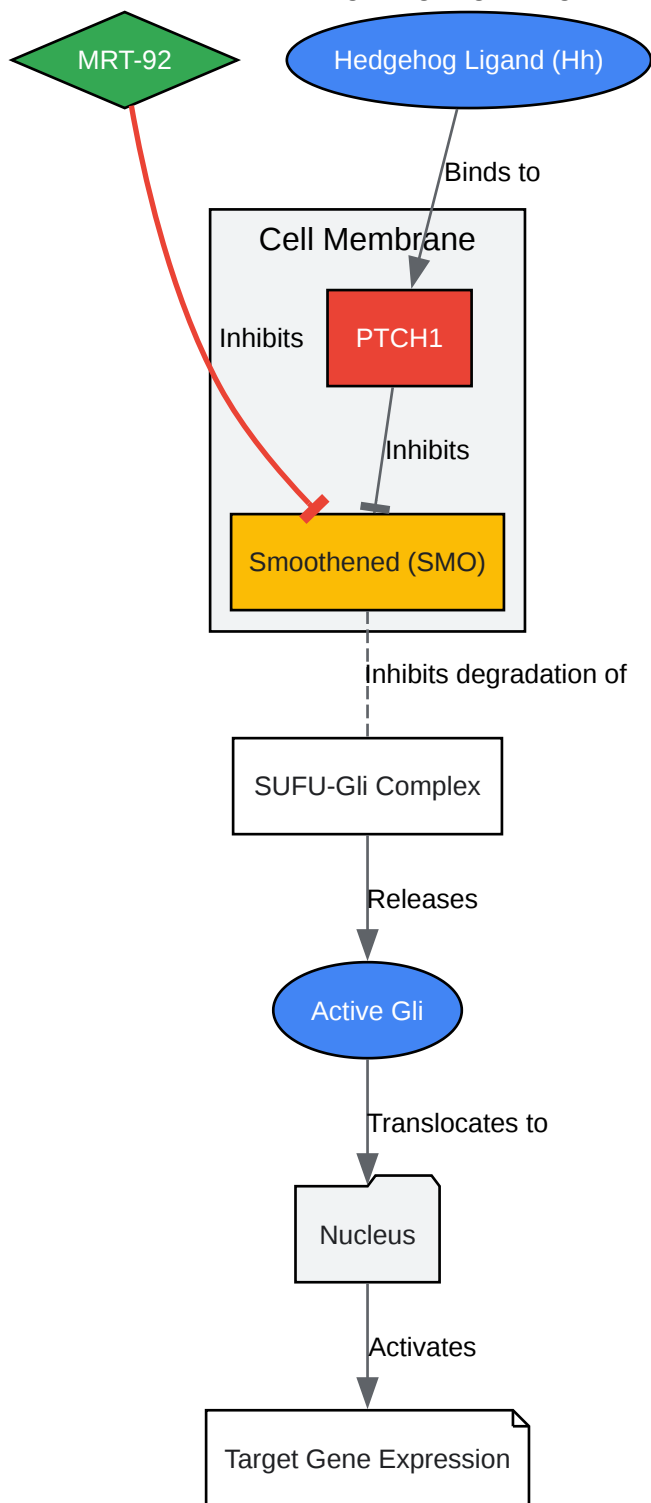 MRT-92
Hedgehog Ligand (Hh)
Binds to
Cell Membrane
PTCH1
Inhibits
Inhibits
Smoothened (SMO)
Inhibits degradation of
SUFU-Gli Complex
Releases
Active Gli
Translocates to
Nucleus
Activates
Target Gene Expression